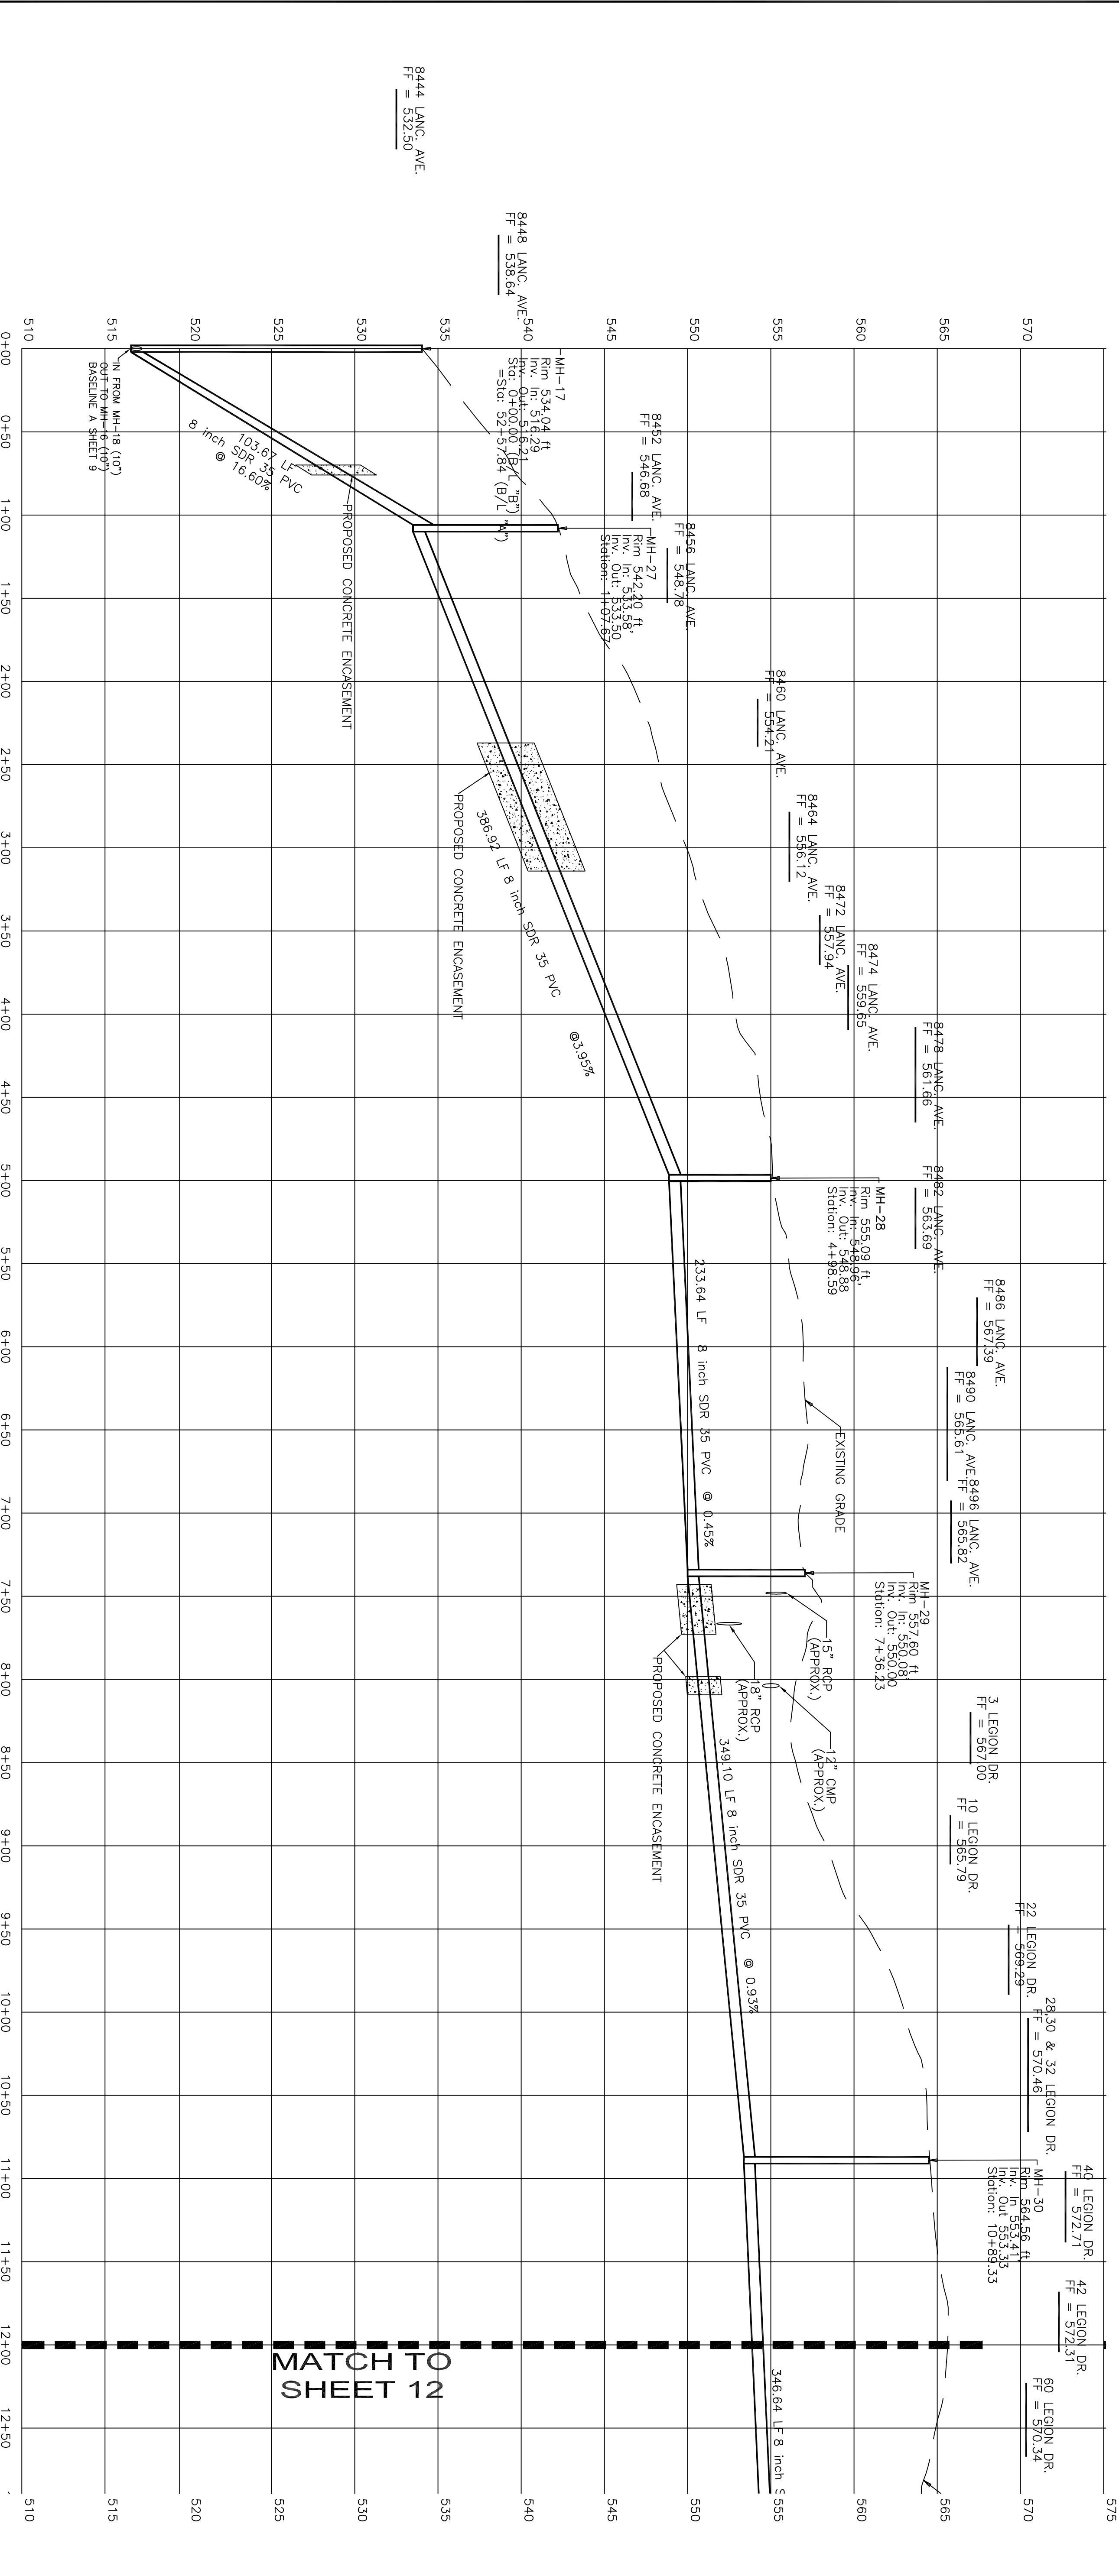 8444 LANC. AVE.
FF = 532.50
8448 LANC. AVE.
FF = 538.64
8452 LANC. AVE.
FF = 546.68
8456 LANC. AVE.
FF = 548.78
8460 LANC. AVE.
FF = 554.21
8464 LANC. AVE.
FF = 556.12
8472 LANC. AVE.
FF = 557.94
8474 LANC. AVE.
FF = 559.65
8478 LANC. AVE.
FF = 561.66
8482 LANC. AVE.
FF = 563.69
8486 LANC. AVE.
FF = 567.39
8490 LANC. AVE.
FF = 565.61
8496 LANC. AVE.
FF = 565.82
3 LEGION DR.
FF = 567.00
10 LEGION DR.
FF = 565.79
22 LEGION DR.
FF = 569.29
28,30 & 32 LEGION DR.
FF = 570.46
40 LEGION DR.
FF = 572.71
42 LEGION DR.
FF = 572.31
60 LEGION DR.
FF = 570.34
MH-17
Rim 534.04 ft
Inv. In: 516.29
Inv. Out: 516.21
Sta: 0+00.00 (B/L "B")
=Sta: 52+57.84 (B/L "A")
MH-27
Rim 542.20 ft
Inv. In: 533.58'
Inv. Out: 533.50
Station: 1+07.67
MH-28
Rim 555.09 ft
Inv. In: 548.96'
Inv. Out: 548.88
Station: 4+98.59
MH-29
Rim 557.60 ft
Inv. In: 550.08'
Inv. Out: 550.00
Station: 7+36.23
MH-30
Rim 564.56 ft
Inv. In 553.41'
Inv. Out 553.33
Station: 10+89.33
EXISTING GRADE
15" RCP
(APPROX.)
18" RCP
(APPROX.)
12" CMP
(APPROX.)
IN FROM MH-18 (10")
OUT TO MH-16 (10")
BASELINE A SHEET 9
103.67 LF
8 inch SDR 35 PVC
@ 16.60%
PROPOSED CONCRETE ENCASEMENT
386.92 LF 8 inch SDR 35 PVC @3.95%
PROPOSED CONCRETE ENCASEMENT
233.64 LF 8 inch SDR 35 PVC @ 0.45%
PROPOSED CONCRETE ENCASEMENT
349.10 LF 8 inch SDR 35 PVC @ 0.93%
346.64 LF 8 inch S
MATCH TO
SHEET 12
570
565
560
555
550
545
540
535
530
525
520
515
510
575
570
565
560
555
550
545
540
535
530
525
520
515
510
0+00
0+50
1+00
1+50
2+00
2+50
3+00
3+50
4+00
4+50
5+00
5+50
6+00
6+50
7+00
7+50
8+00
8+50
9+00
9+50
10+00
10+50
11+00
11+50
12+00
12+50